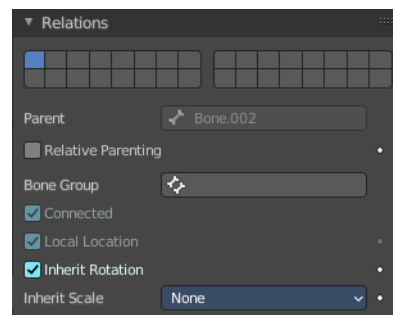 Relations
Parent Bone.002
Relative Parenting
Bone Group
Connected
Local Location
Inherit Rotation
Inherit Scale None